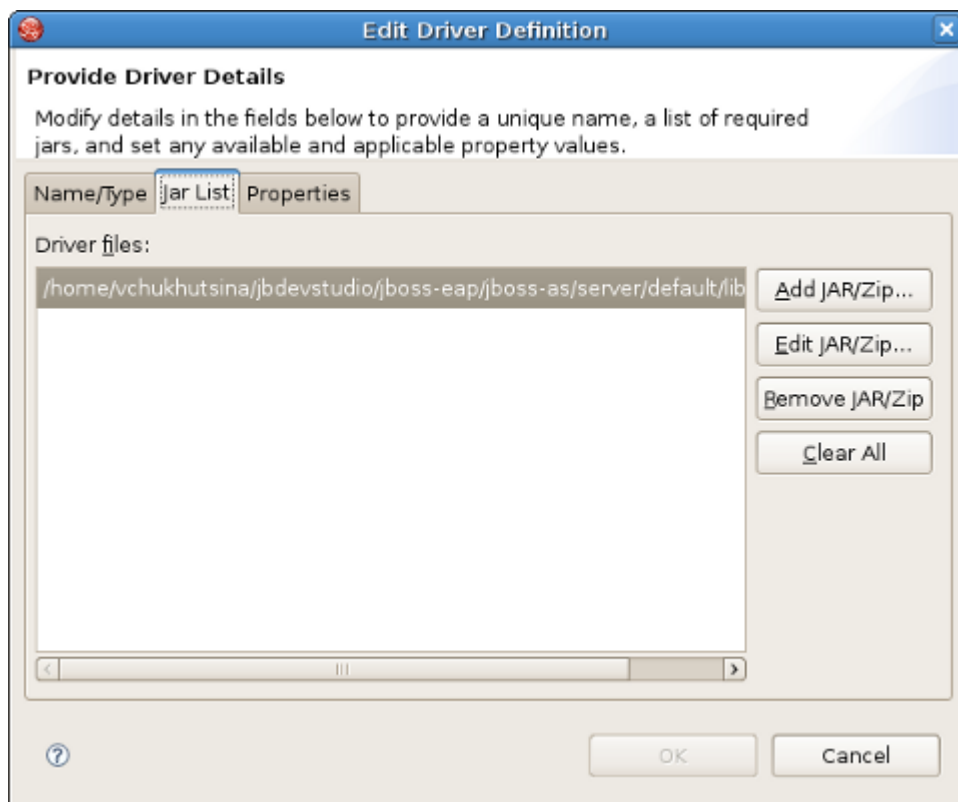 Edit Driver Definition
Provide Driver Details
Modify details in the fields below to provide a unique name, a list of required
jars, and set any available and applicable property values.
Name/Type Jar List Properties
Driver files:
/home/vchukhutsina/jbdevstudio/jboss-eap/jboss-as/server/default/lib
Add JAR/Zip...
Edit JAR/Zip...
Remove JAR/Zip
Clear All
OK Cancel